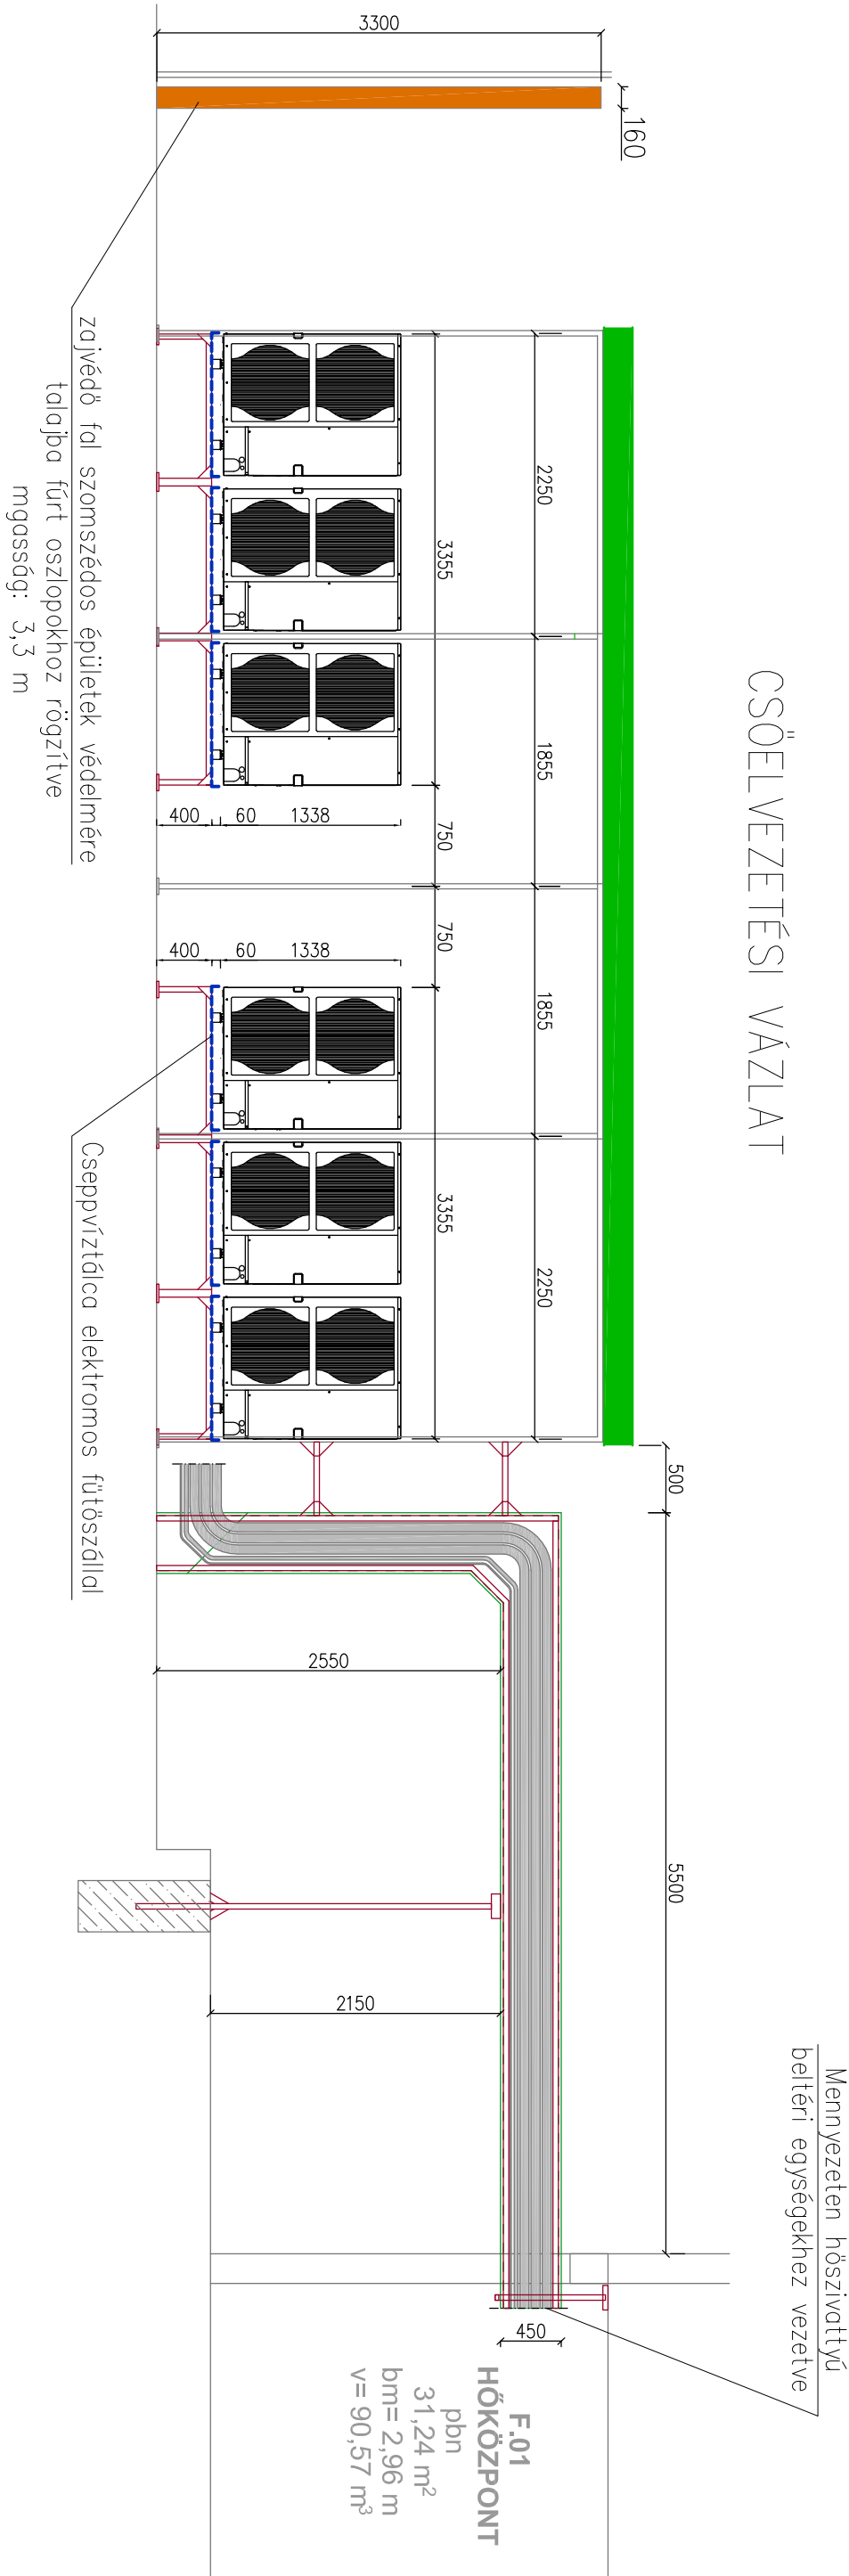 CSŐELVEZETÉSI VÁZLAT
3300
160
zajvédő fal szomszédos épületek védelmére
talajba fúrt oszlopokhoz rögzítve
mgasság: 3,3 m
2250
1855
1855
2250
3355
750
750
3355
400
60
1338
400
60
1338
Cseppvíztálca elektromos fűtőszállal
500
5500
2550
2150
450
Mennyezeten hőszivattyú
beltéri egységekhez vezetve
F.01
HŐKÖZPONT
pbn
31,24 m²
bm= 2,96 m
v= 90,57 m³